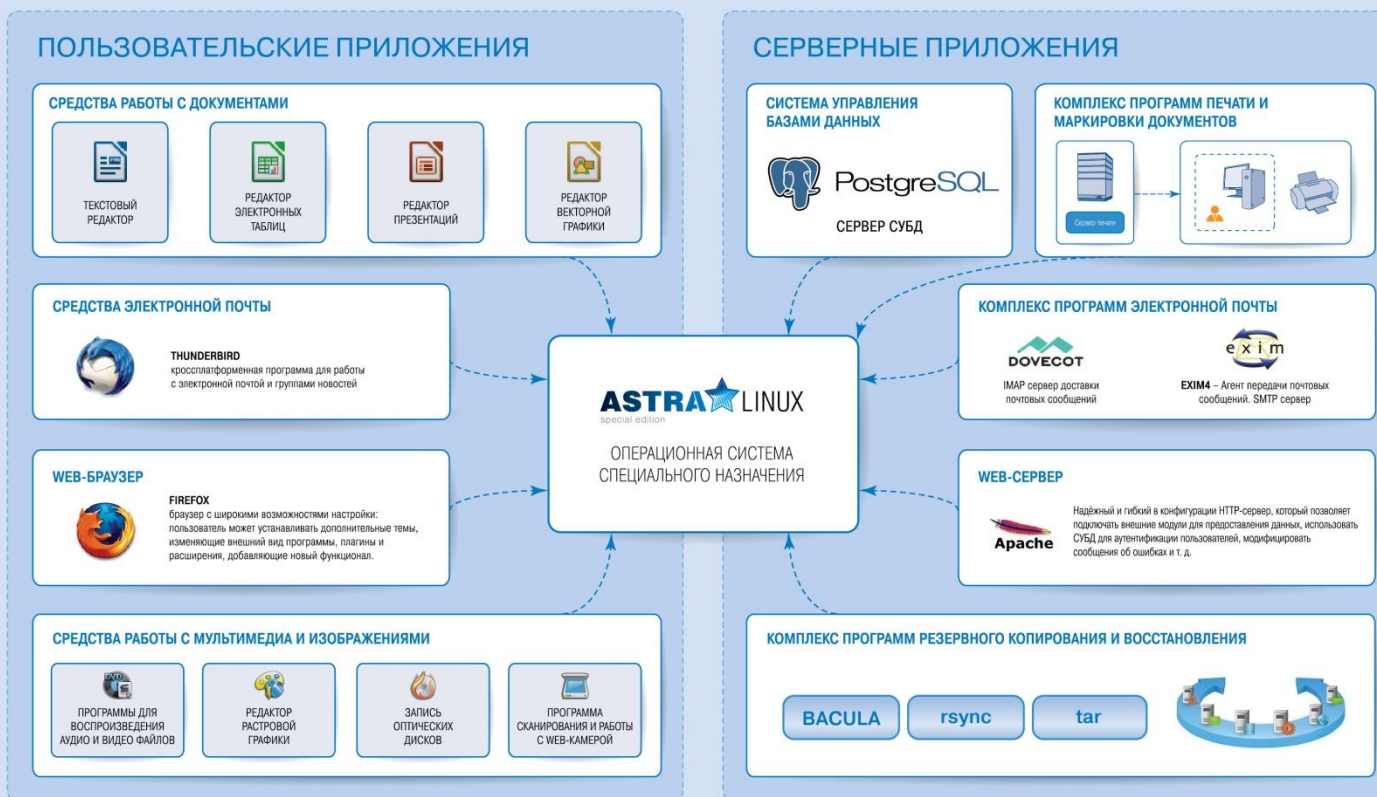 ПОЛЬЗОВАТЕЛЬСКИЕ ПРИЛОЖЕНИЯ
СРЕДСТВА РАБОТЫ С ДОКУМЕНТАМИ
ТЕКСТОВЫЙ
РЕДАКТОР
РЕДАКТОР
ЭЛЕКТРОННЫХ
ТАБЛИЦ
РЕДАКТОР
ПРЕЗЕНТАЦИЙ
РЕДАКТОР
ВЕКТОРНОЙ
ГРАФИКИ
СРЕДСТВА ЭЛЕКТРОННОЙ ПОЧТЫ
THUNDERBIRD
кроссплатформенная программа для работы
с электронной почтой и группами новостей
WEB-БРАУЗЕР
FIREFOX
браузер с широкими возможностями настройки:
пользователь может устанавливать дополнительные темы,
изменяющие внешний вид программы, плагины и
расширения, добавляющие новый функционал.
СРЕДСТВА РАБОТЫ С МУЛЬТИМЕДИА И ИЗОБРАЖЕНИЯМИ
DVD
ПРОГРАММЫ ДЛЯ
ВОСПРОИЗВЕДЕНИЯ
АУДИО И ВИДЕО ФАЙЛОВ
РЕДАКТОР
РАСТРОВОЙ
ГРАФИКИ
ЗАПИСЬ
ОПТИЧЕСКИХ
ДИСКОВ
ПРОГРАММА
СКАНИРОВАНИЯ И РАБОТЫ
С WEB-КАМЕРОЙ
ASTRA LINUX
special edition
ОПЕРАЦИОННАЯ СИСТЕМА
СПЕЦИАЛЬНОГО НАЗНАЧЕНИЯ
СЕРВЕРНЫЕ ПРИЛОЖЕНИЯ
СИСТЕМА УПРАВЛЕНИЯ
БАЗАМИ ДАННЫХ
PostgreSQL
СЕРВЕР СУБД
КОМПЛЕКС ПРОГРАММ ПЕЧАТИ И
МАРКИРОВКИ ДОКУМЕНТОВ
Сервер печати
КОМПЛЕКС ПРОГРАММ ЭЛЕКТРОННОЙ ПОЧТЫ
DOVECOT
IMAP сервер доставки
почтовых сообщений
exim
EXIM4 – Агент передачи почтовых
сообщений. SMTP сервер
WEB-СЕРВЕР
Apache
Надёжный и гибкий в конфигурации HTTP-сервер, который позволяет
подключать внешние модули для предоставления данных, использовать
СУБД для аутентификации пользователей, модифицировать
сообщения об ошибках и т. д.
КОМПЛЕКС ПРОГРАММ РЕЗЕРВНОГО КОПИРОВАНИЯ И ВОССТАНОВЛЕНИЯ
BACULA
rsync
tar